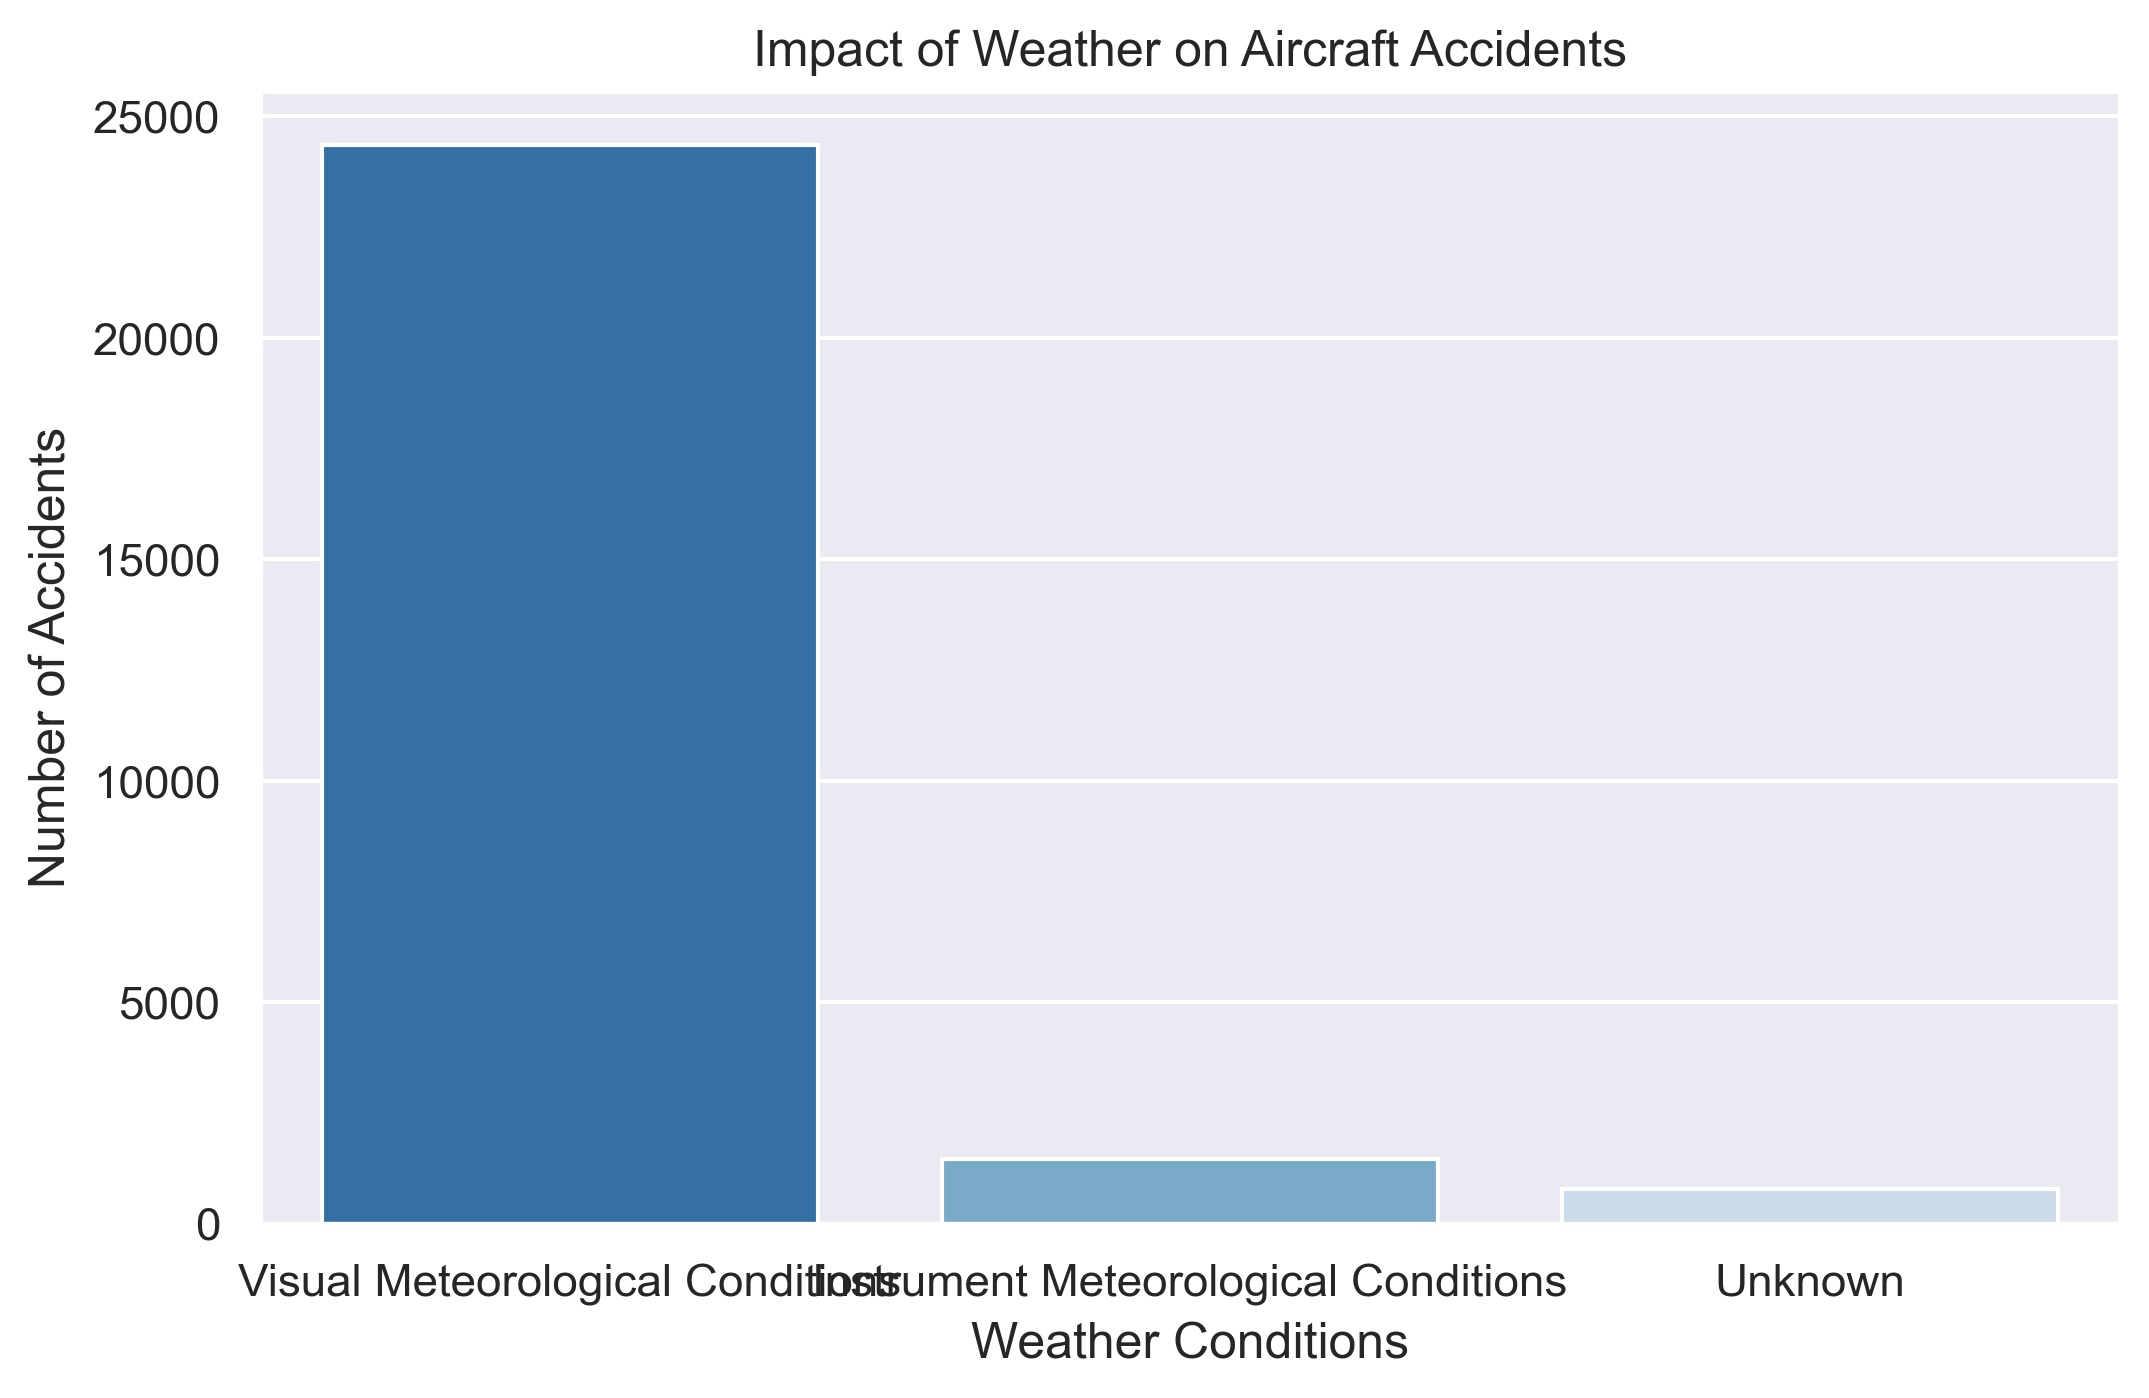 Impact of Weather on Aircraft Accidents
25000
20000
15000
10000
5000
0
Number of Accidents
Visual Meteorological Conditions
Instrument Meteorological Conditions
Unknown
Weather Conditions